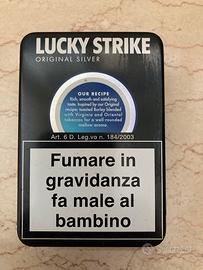 LUCKY STRIKE
ORIGINAL SILVER
OUR RECIPE
Rich, smooth and satisfying
taste. Inspired by our Original
recipe; toasted Burley blended
with Virginia and Oriental
tobaccos for a well-rounded
mellow aroma.
Art. 6 D. Leg.vo n. 184/2003
Fumare in
gravidanza
fa male al
bambino
subito